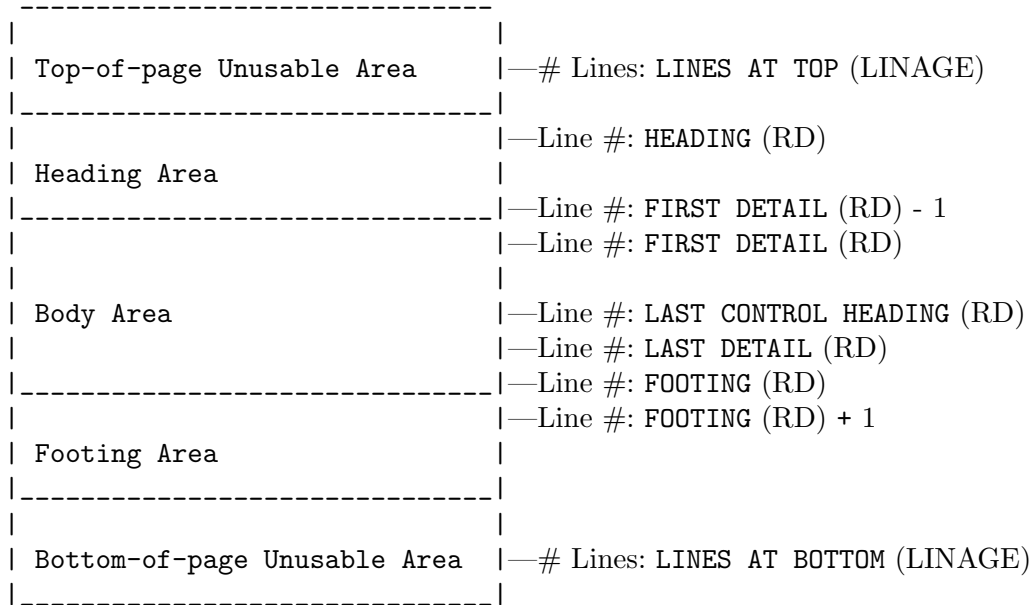 Top-of-page Unusable Area —# Lines: LINES AT TOP (LINAGE)
—Line #: HEADING (RD)
Heading Area
—Line #: FIRST DETAIL (RD) - 1
—Line #: FIRST DETAIL (RD)
Body Area —Line #: LAST CONTROL HEADING (RD)
—Line #: LAST DETAIL (RD)
—Line #: FOOTING (RD)
—Line #: FOOTING (RD) + 1
Footing Area
Bottom-of-page Unusable Area —# Lines: LINES AT BOTTOM (LINAGE)